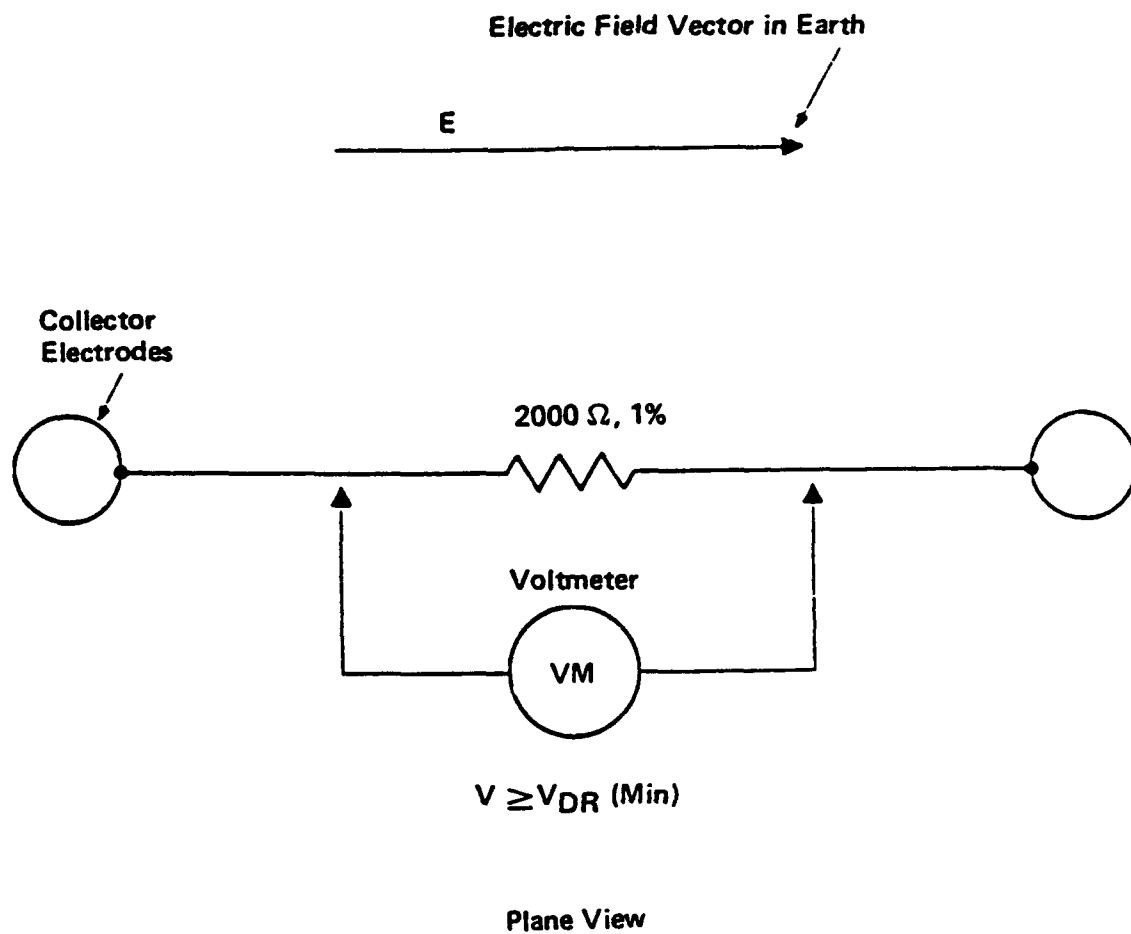 Electric Field Vector in Earth
E
Collector
Electrodes
2000 Ω, 1%
Voltmeter
VM
V ≥ VDR (Min)
Plane View